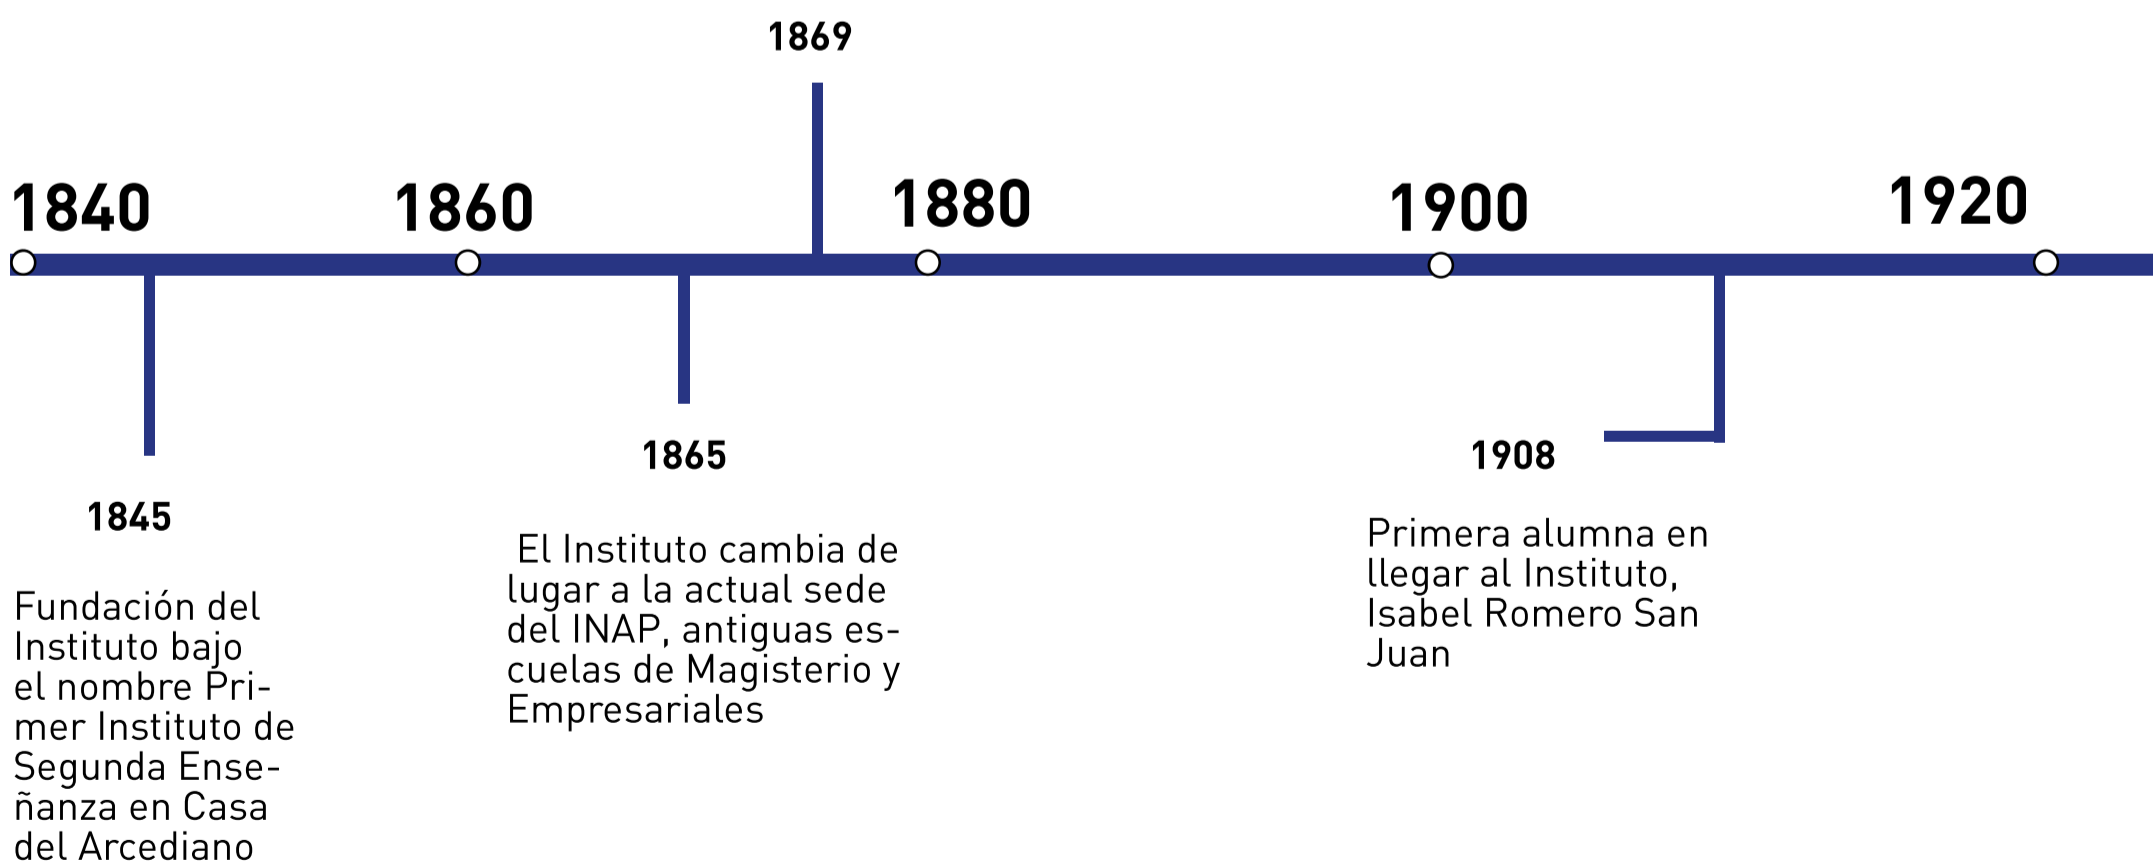 1869
1840
1860
1880
1900
1920
1845
Fundación del
Instituto bajo
el nombre Pri-
mer Instituto de
Segunda Ense-
ñanza en Casa
del Arcediano
1865
El Instituto cambia de
lugar a la actual sede
del INAP, antiguas es-
cuelas de Magisterio y
Empresariales
1908
Primera alumna en
llegar al Instituto,
Isabel Romero San
Juan